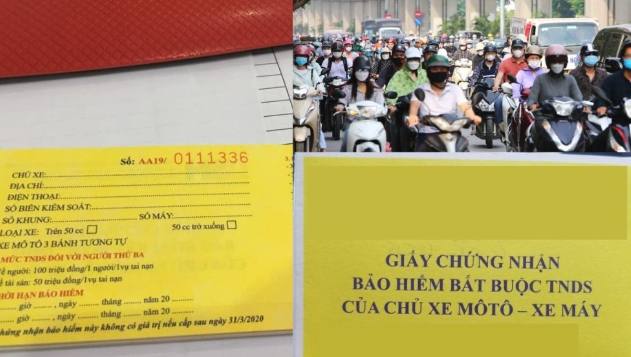 Số: AA19/ 0111336
CHỦ XE:
ĐỊA CHỈ:
ĐIỆN THOẠI:
SỐ BIỂN KIỂM SOÁT:
SỐ KHUNG: SỐ MÁY:
LOẠI XE: Trên 50 cc 50 cc trở xuống
XE MÔ TÔ 3 BÁNH TƯƠNG TỰ
MỨC TNDS ĐỐI VỚI NGƯỜI THỨ BA
Về người: 100 triệu đồng/1 người/1vụ tai nạn
Về tài sản: 50 triệu đồng/1 vụ tai nạn
THỜI HẠN BẢO HIỂM
giờ ........, ngày ........ tháng ........ năm 20 ........
giờ ........, ngày ........ tháng ........ năm 20 ........
chứng nhận bảo hiểm này không có giá trị nếu cấp sau ngày 31/3/2020
GIẤY CHỨNG NHẬN
BẢO HIỂM BẮT BUỘC TNDS
CỦA CHỦ XE MÔTÔ – XE MÁY